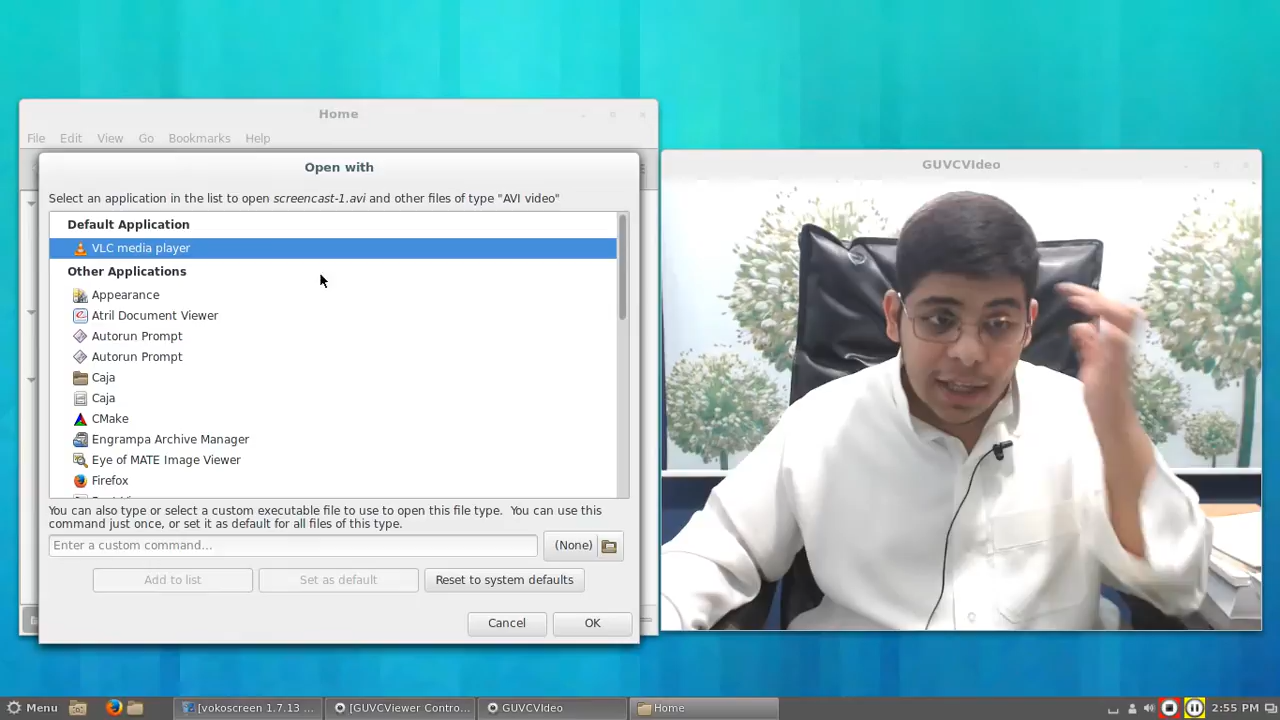 Home
File Edit View Go Bookmarks Help
Open with
Select an application in the list to open screencast-1.avi and other files of type "AVI video"
Default Application
VLC media player
Other Applications
Appearance
Atril Document Viewer
Autorun Prompt
Autorun Prompt
Caja
Caja
CMake
Engrampa Archive Manager
Eye of MATE Image Viewer
Firefox
You can also type or select a custom executable file to use to open this file type. You can use this
command just once, or set it as default for all files of this type.
Enter a custom command... (None)
Add to list Set as default Reset to system defaults
Cancel OK
GUVCVIdeo
Menu [vokoscreen 1.7.13 ... [GUVCViewer Contro... GUVCVIdeo Home 2:55 PM